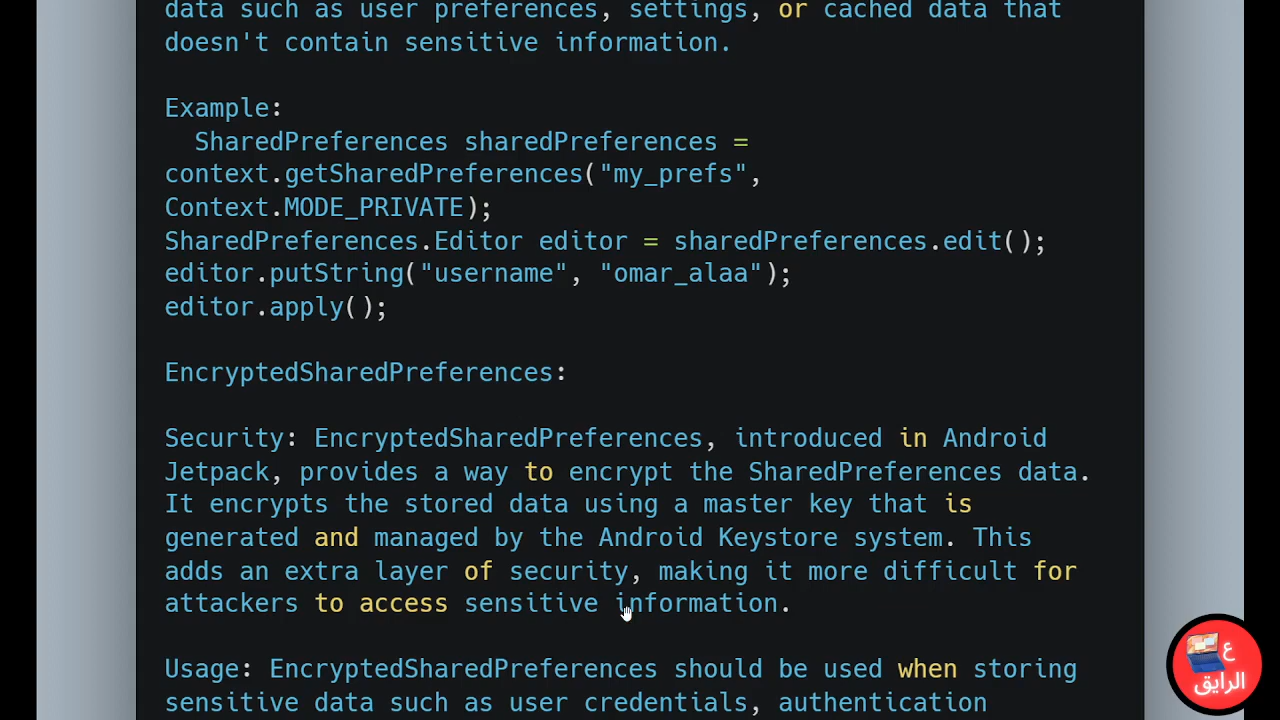 data such as user preferences, settings, or cached data that
doesn't contain sensitive information.
Example:
SharedPreferences sharedPreferences =
context.getSharedPreferences("my_prefs",
Context.MODE_PRIVATE);
SharedPreferences.Editor editor = sharedPreferences.edit();
editor.putString("username", "omar_alaa");
editor.apply();
EncryptedSharedPreferences:
Security: EncryptedSharedPreferences, introduced in Android
Jetpack, provides a way to encrypt the SharedPreferences data.
It encrypts the stored data using a master key that is
generated and managed by the Android Keystore system. This
adds an extra layer of security, making it more difficult for
attackers to access sensitive information.
Usage: EncryptedSharedPreferences should be used when storing
sensitive data such as user credentials, authentication
ع
الرايق